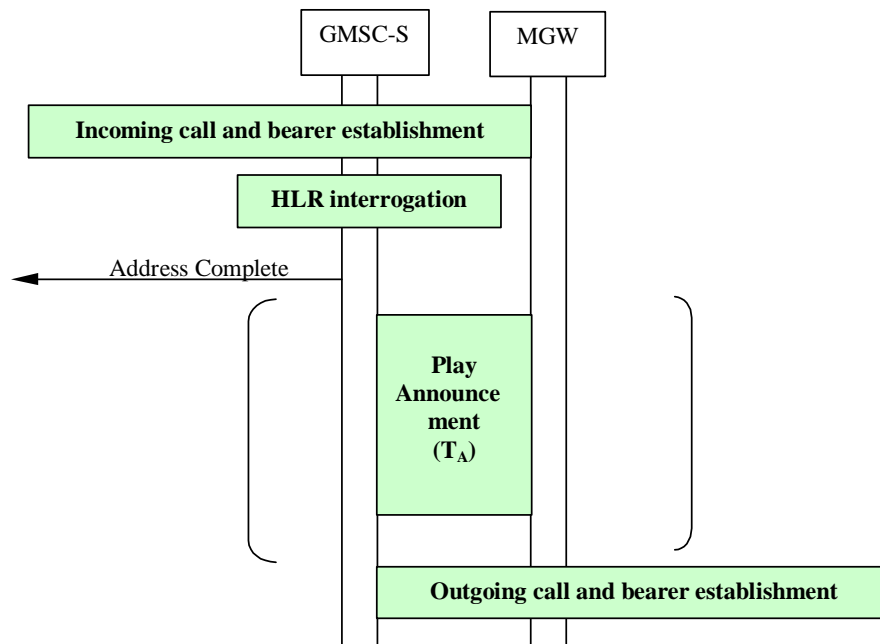 GMSC-S
MGW
Incoming call and bearer establishment
HLR interrogation
Address Complete
Play
Announce
ment
(TA)
Outgoing call and bearer establishment